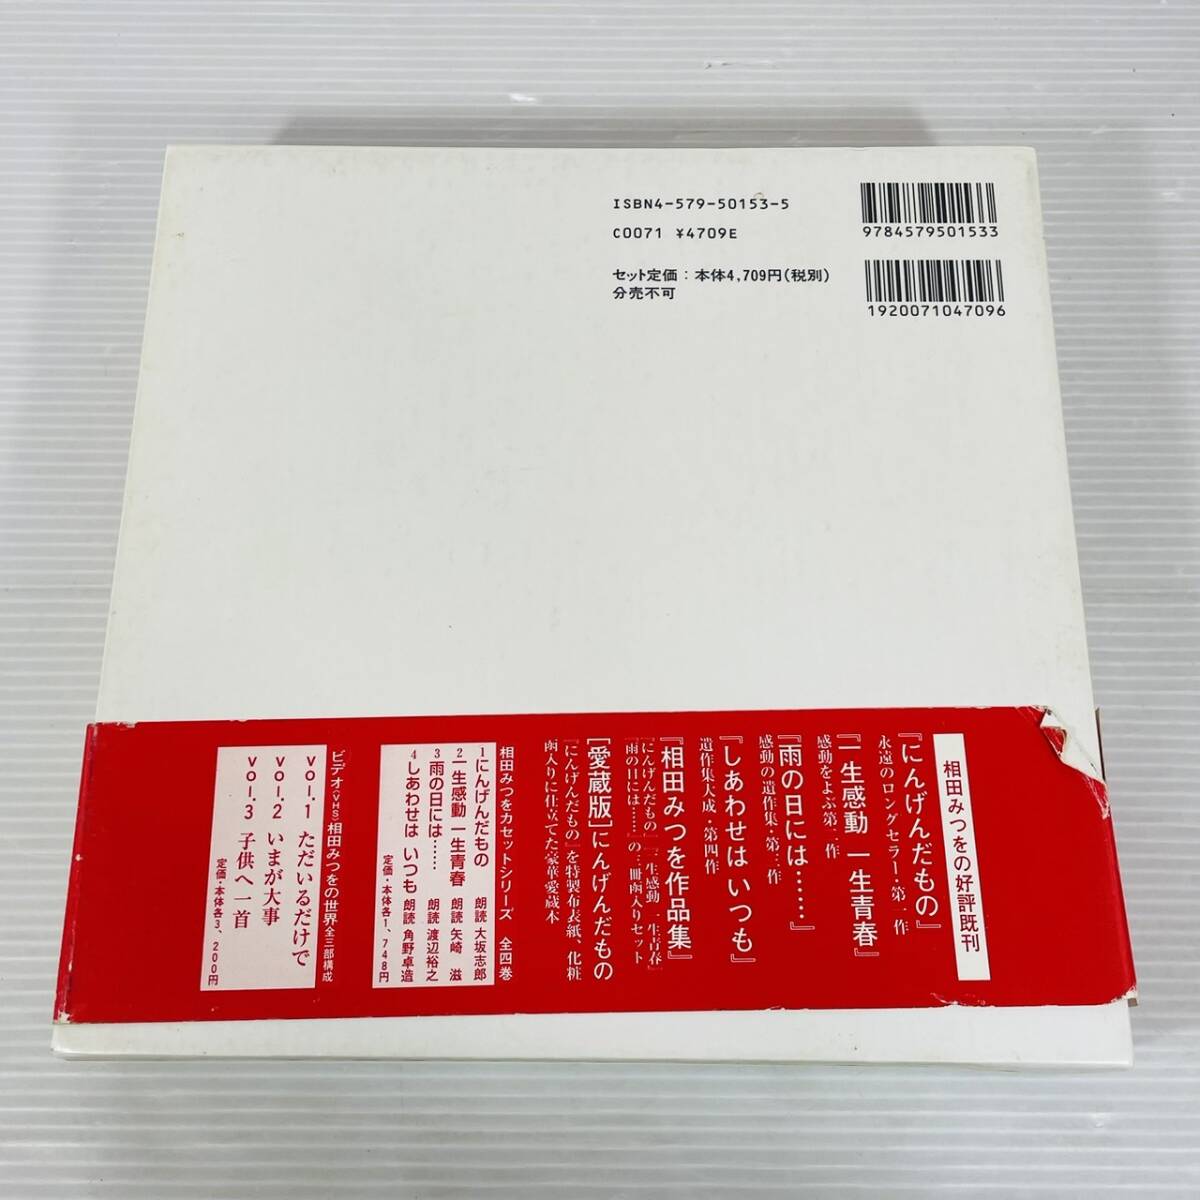 ISBN4-579-50153-5
C0071 ¥4709E
セット定価：本体4,709円(税別)
分売不可
9784579501533
1920071047096
相田みつをの好評既刊
『にんげんだもの』
永遠のロングセラー・第一作
『一生感動 一生青春』
感動をよぶ第二作
『雨の日には……』
感動の遺作集・第三作
『しあわせは いつも』
遺作集大成・第四作
『相田みつを作品集』
『にんげんだもの』『一生感動 一生青春』
『雨の日には……』の三冊函入りセット
[愛蔵版]にんげんだもの
『にんげんだもの』を特製布表紙、化粧
函入りに仕立てた豪華愛蔵本
相田みつをカセットシリーズ 全四巻
1 にんげんだもの 朗読 大坂志郎
2 一生感動 一生青春 朗読 矢崎 滋
3 雨の日には…… 朗読 渡辺裕之
4 しあわせは いつも 朗読 角野卓造
定価・本体各1、748円
ビデオ(VHS)相田みつをの世界 全三部構成
vol.1 ただいるだけで
vol.2 いまが大事
vol.3 子供へ一首
定価・本体各3、200円